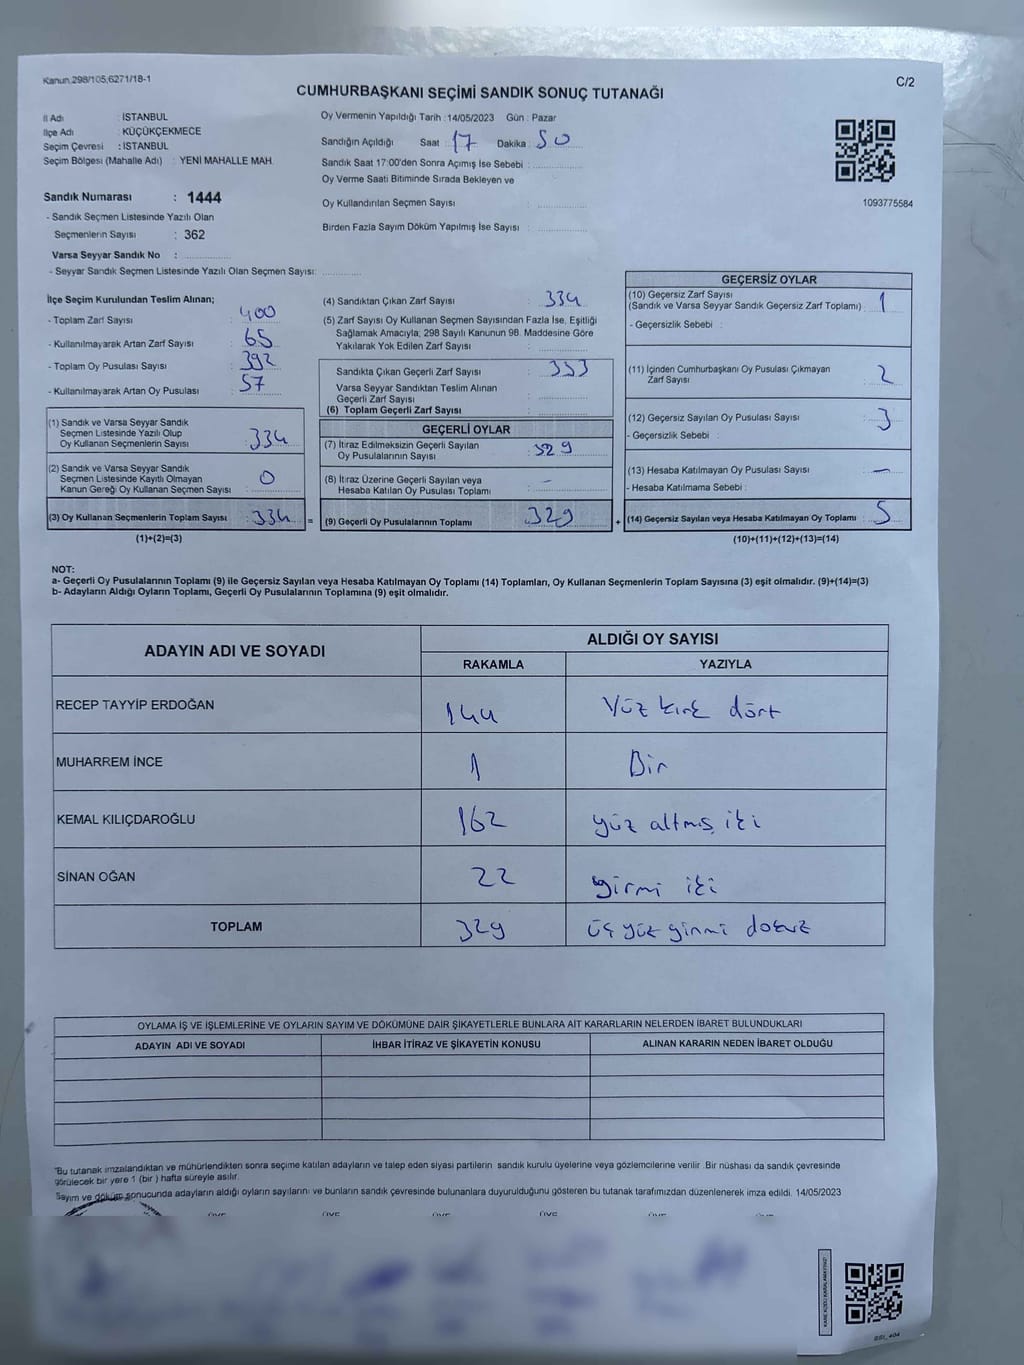 Kanun 298/105,6271/18-1
C/2
CUMHURBAŞKANI SEÇİMİ SANDIK SONUÇ TUTANAĞI
İl Adı : İSTANBUL
İlçe Adı : KÜÇÜKÇEKMECE
Seçim Çevresi : İSTANBUL
Seçim Bölgesi (Mahalle Adı) : YENİ MAHALLE MAH.
Oy Vermenin Yapıldığı Tarih : 14/05/2023 Gün : Pazar
Sandığın Açıldığı Saat 17 Dakika 50
Sandık Saat 17:00'den Sonra Açımış İse Sebebi :
Oy Verme Saati Bitiminde Sırada Bekleyen ve
Oy Kullandırılan Seçmen Sayısı :
Birden Fazla Sayım Döküm Yapılmış İse Sayısı :
1093775584
Sandık Numarası : 1444
- Sandık Seçmen Listesinde Yazılı Olan
Seçmenlerin Sayısı : 362
Varsa Seyyar Sandık No :
- Seyyar Sandık Seçmen Listesinde Yazılı Olan Seçmen Sayısı:
İlçe Seçim Kurulundan Teslim Alınan;
- Toplam Zarf Sayısı : 400
- Kullanılmayarak Artan Zarf Sayısı : 65
- Toplam Oy Pusulası Sayısı : 392
- Kullanılmayarak Artan Oy Pusulası : 57
(1) Sandık ve Varsa Seyyar Sandık
Seçmen Listesinde Yazılı Olup
Oy Kullanan Seçmenlerin Sayısı : 334
(2) Sandık ve Varsa Seyyar Sandık
Seçmen Listesinde Kayıtlı Olmayan
Kanun Gereği Oy Kullanan Seçmen Sayısı : 0
(3) Oy Kullanan Seçmenlerin Toplam Sayısı : 334
(1)+(2)=(3)
=
(4) Sandıktan Çıkan Zarf Sayısı : 334
(5) Zarf Sayısı Oy Kullanan Seçmen Sayısından Fazla İse, Eşitliği
Sağlamak Amacıyla, 298 Sayılı Kanunun 98. Maddesine Göre
Yakılarak Yok Edilen Zarf Sayısı :
Sandıkta Çıkan Geçerli Zarf Sayısı : 333
Varsa Seyyar Sandıktan Teslim Alınan
Geçerli Zarf Sayısı :
(6) Toplam Geçerli Zarf Sayısı :
GEÇERLİ OYLAR
(7) İtiraz Edilmeksizin Geçerli Sayılan
Oy Pusulalarının Sayısı : 329
(8) İtiraz Üzerine Geçerli Sayılan veya
Hesaba Katılan Oy Pusulası Toplamı : -
(9) Geçerli Oy Pusulalarının Toplamı : 329
+
GEÇERSİZ OYLAR
(10) Geçersiz Zarf Sayısı
(Sandık ve Varsa Seyyar Sandık Geçersiz Zarf Toplamı) : 1
- Geçersizlik Sebebi :
(11) İçinden Cumhurbaşkanı Oy Pusulası Çıkmayan
Zarf Sayısı : 2
(12) Geçersiz Sayılan Oy Pusulası Sayısı : 3
- Geçersizlik Sebebi :
(13) Hesaba Katılmayan Oy Pusulası Sayısı : -
- Hesaba Katılmama Sebebi :
(14) Geçersiz Sayılan veya Hesaba Katılmayan Oy Toplamı : 5
(10)+(11)+(12)+(13)=(14)
NOT:
a- Geçerli Oy Pusulalarının Toplamı (9) ile Geçersiz Sayılan veya Hesaba Katılmayan Oy Toplamı (14) Toplamları, Oy Kullanan Seçmenlerin Toplam Sayısına (3) eşit olmalıdır. (9)+(14)=(3)
b- Adayların Aldığı Oyların Toplamı, Geçerli Oy Pusulalarının Toplamına (9) eşit olmalıdır.
ADAYIN ADI VE SOYADI ALDIĞI OY SAYISI
RAKAMLA YAZIYLA
RECEP TAYYİP ERDOĞAN 144 Yüz kırk dört
MUHARREM İNCE 1 Bir
KEMAL KILIÇDAROĞLU 162 yüz altmış iki
SİNAN OĞAN 22 yirmi iki
TOPLAM 329 üç yüz yirmi dokuz
OYLAMA İŞ VE İŞLEMLERİNE VE OYLARIN SAYIM VE DÖKÜMÜNE DAİR ŞİKAYETLERLE BUNLARA AİT KARARLARIN NELERDEN İBARET BULUNDUKLARI
ADAYIN ADI VE SOYADI İHBAR İTİRAZ VE ŞİKAYETİN KONUSU ALINAN KARARIN NEDEN İBARET OLDUĞU
*Bu tutanak imzalandıktan ve mühürlendikten sonra seçime katılan adayların ve talep eden siyasi partilerin sandık kurulu üyelerine veya gözlemcilerine verilir. Bir nüshası da sandık çevresinde
görülecek bir yere 1 (bir ) hafta süreyle asılır.
Sayım ve döküm sonucunda adayların aldığı oyların sayılarını ve bunların sandık çevresinde bulunanlara duyurulduğunu gösteren bu tutanak tarafımızdan düzenlenerek imza edildi. 14/05/2023
ÜYE ÜYE ÜYE ÜYE ÜYE ÜYE
KARE KODU KARALAMAYINIZ!